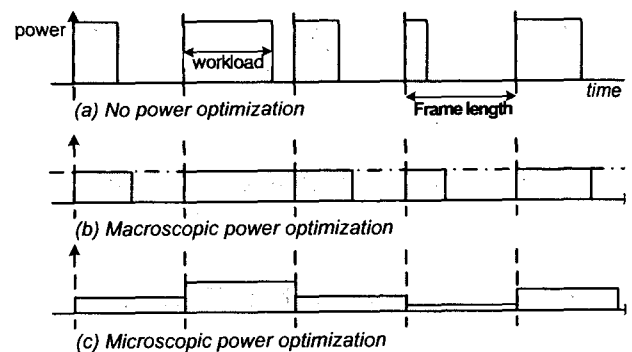 power
workload
time
(a) No power optimization
Frame length
(b) Macroscopic power optimization
(c) Microscopic power optimization